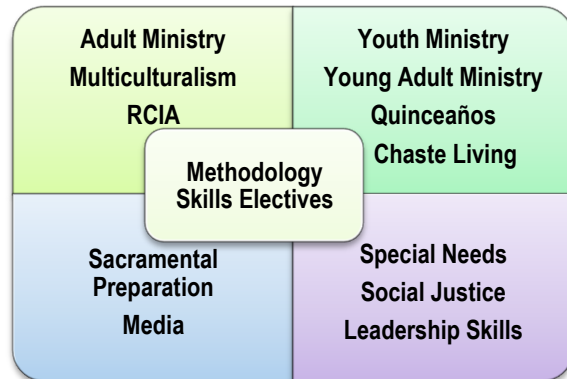 Adult Ministry
Multiculturalism
RCIA
Youth Ministry
Young Adult Ministry
Quinceaños
Chaste Living
Methodology
Skills Electives
Sacramental
Preparation
Media
Special Needs
Social Justice
Leadership Skills